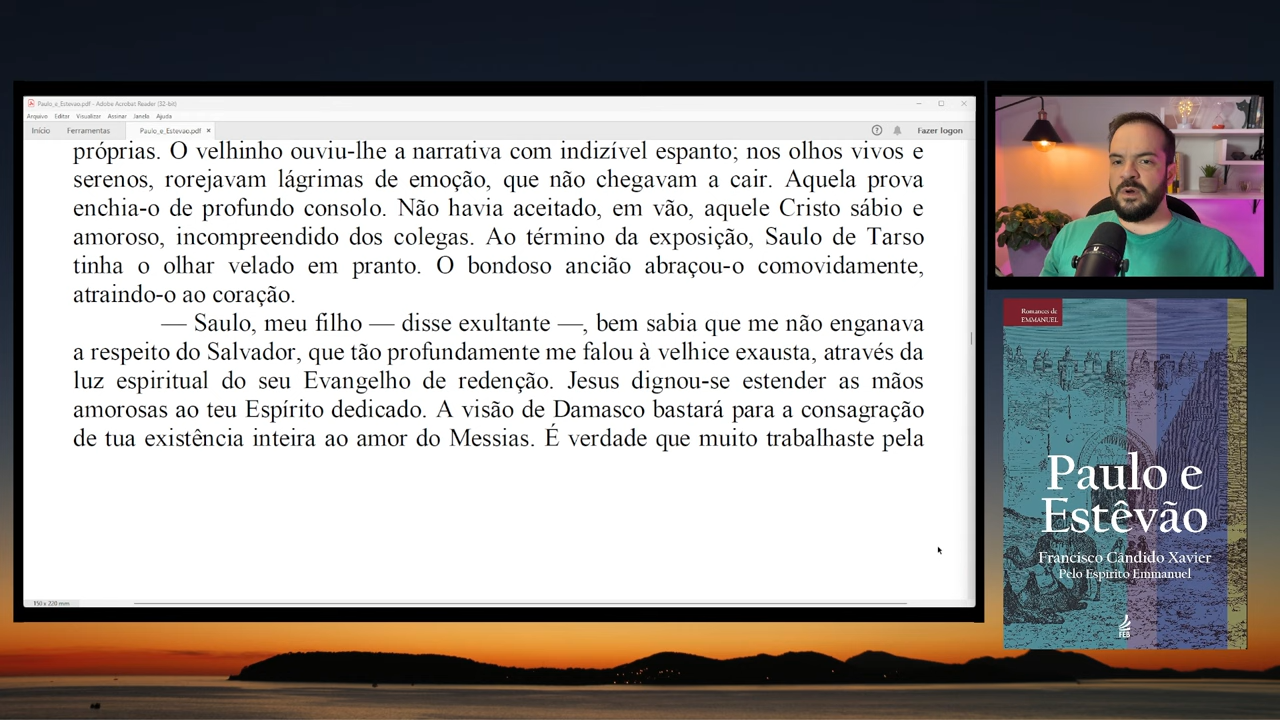 Paulo_e_Estevao.pdf - Adobe Acrobat Reader (32-bit)
Arquivo Editar Visualizar Assinar Janela Ajuda
Início Ferramentas Paulo_e_Estevao.pdf × Fazer logon
próprias. O velhinho ouviu-lhe a narrativa com indizível espanto; nos olhos vivos e
serenos, rorejavam lágrimas de emoção, que não chegavam a cair. Aquela prova
enchia-o de profundo consolo. Não havia aceitado, em vão, aquele Cristo sábio e
amoroso, incompreendido dos colegas. Ao término da exposição, Saulo de Tarso
tinha o olhar velado em pranto. O bondoso ancião abraçou-o comovidamente,
atraindo-o ao coração.
— Saulo, meu filho — disse exultante —, bem sabia que me não enganava
a respeito do Salvador, que tão profundamente me falou à velhice exausta, através da
luz espiritual do seu Evangelho de redenção. Jesus dignou-se estender as mãos
amorosas ao teu Espírito dedicado. A visão de Damasco bastará para a consagração
de tua existência inteira ao amor do Messias. É verdade que muito trabalhaste pela
150 x 220 mm
Romances de
EMMANUEL
Paulo e
Estêvão
Francisco Cândido Xavier
Pelo Espírito Emmanuel
FEB